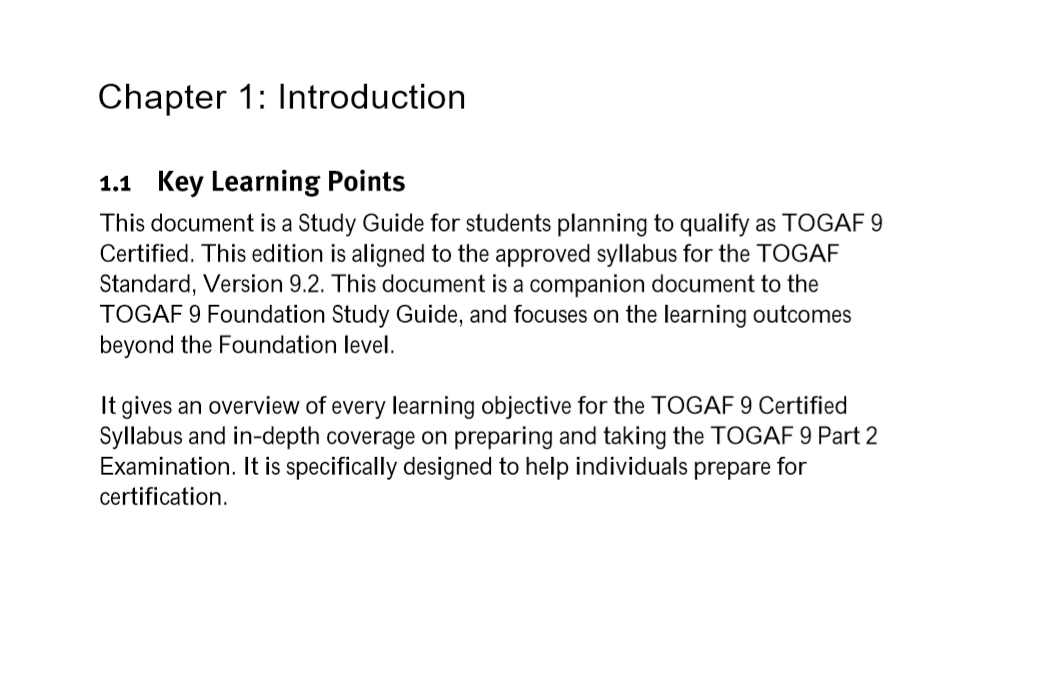 Chapter 1: Introduction
1.1 Key Learning Points
This document is a Study Guide for students planning to qualify as TOGAF 9
Certified. This edition is aligned to the approved syllabus for the TOGAF
Standard, Version 9.2. This document is a companion document to the
TOGAF 9 Foundation Study Guide, and focuses on the learning outcomes
beyond the Foundation level.
It gives an overview of every learning objective for the TOGAF 9 Certified
Syllabus and in-depth coverage on preparing and taking the TOGAF 9 Part 2
Examination. It is specifically designed to help individuals prepare for
certification.